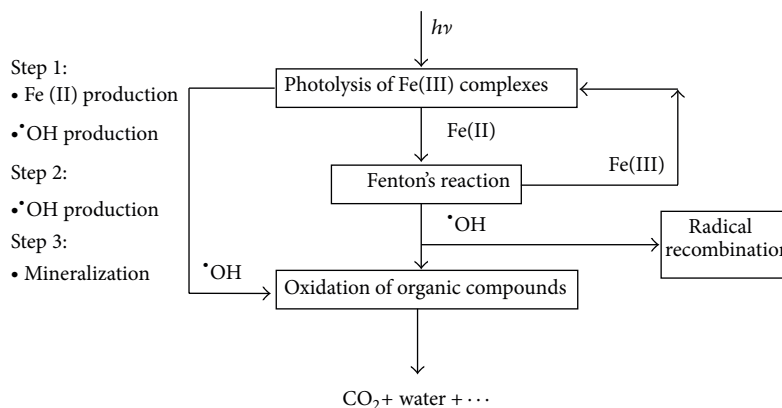 hν
Step 1:
• Fe (II) production
••OH production
Step 2:
••OH production
Step 3:
• Mineralization
Photolysis of Fe(III) complexes
Fe(II)
Fe(III)
Fenton's reaction
•OH
Radical
recombination
•OH
Oxidation of organic compounds
CO₂ + water + ⋯